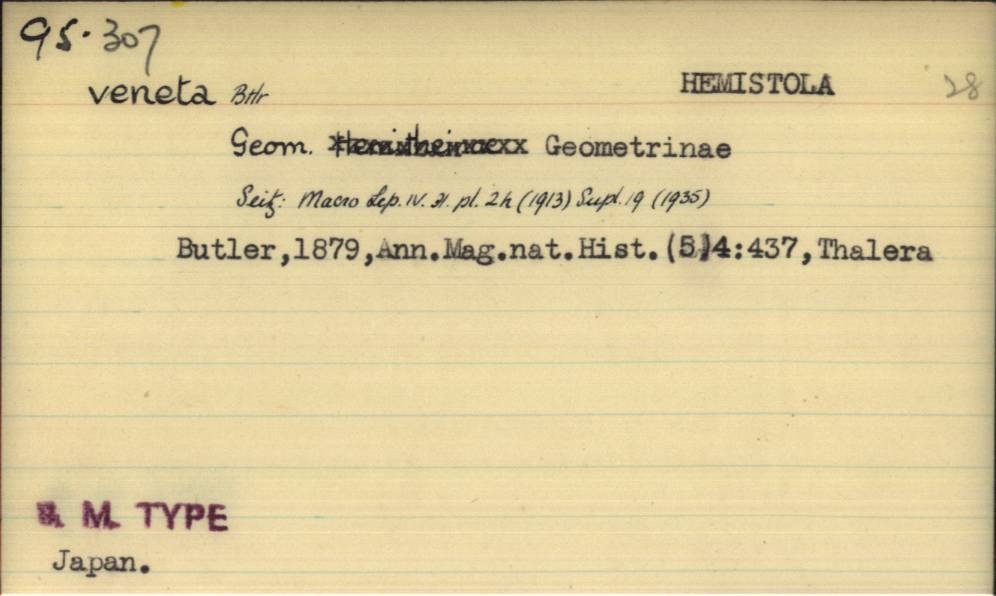 95.307
veneta Btlr HEMISTOLA 28
Geom. Geometrinae
Seitz: Macro Lep. IV. 31. pl. 2h (1913) Supl. 19 (1935)
Butler,1879,Ann.Mag.nat.Hist.(5)4:437,Thalera
B. M. TYPE
Japan.